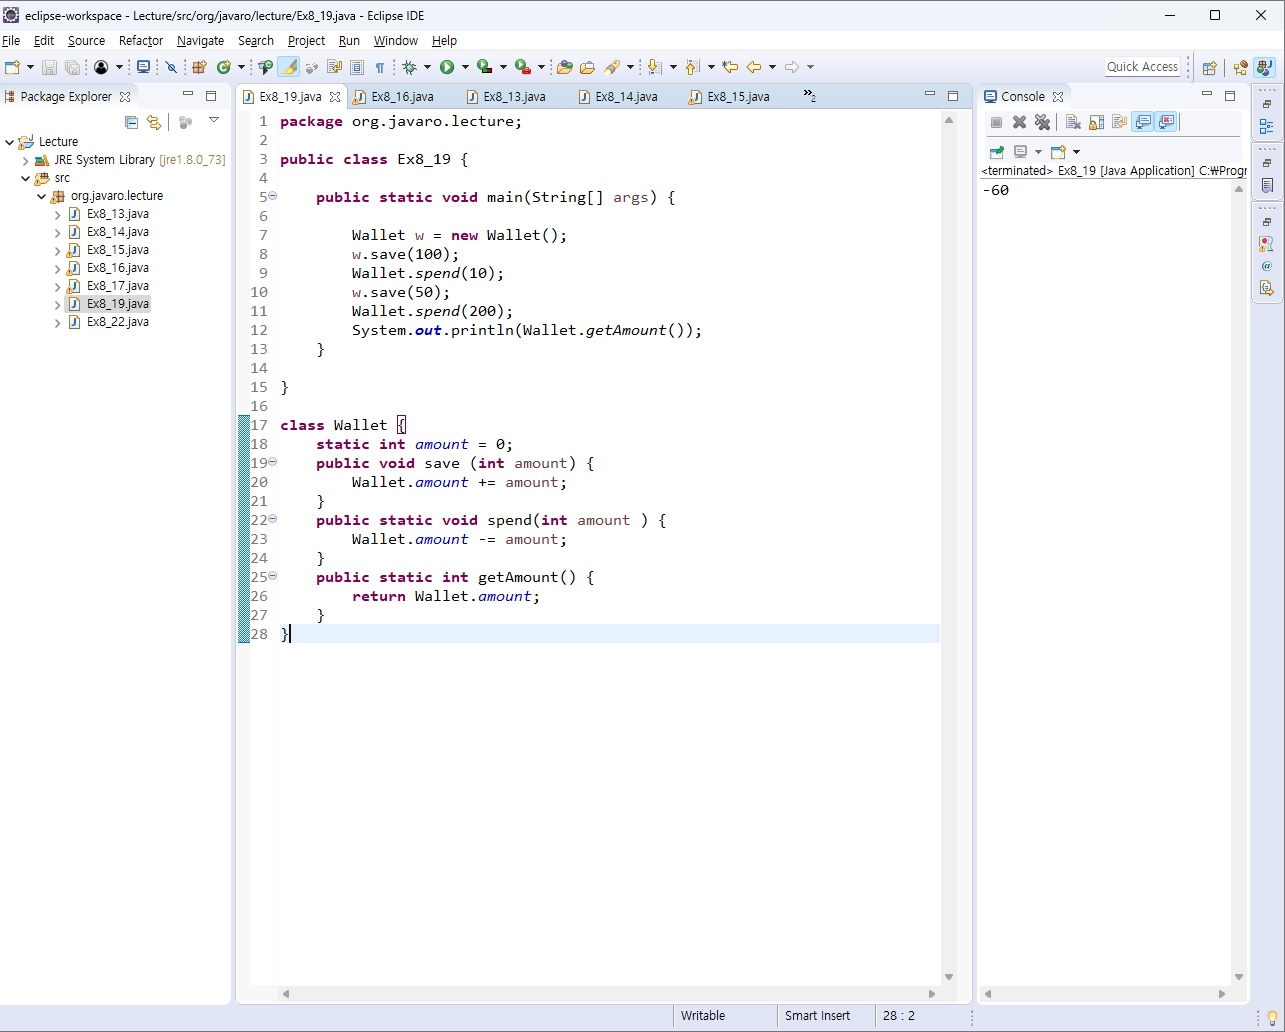 eclipse-workspace - Lecture/src/org/javaro/lecture/Ex8_19.java - Eclipse IDE
File Edit Source Refactor Navigate Search Project Run Window Help
Quick Access
Package Explorer
Lecture
JRE System Library [jre1.8.0_73]
src
org.javaro.lecture
Ex8_13.java
Ex8_14.java
Ex8_15.java
Ex8_16.java
Ex8_17.java
Ex8_19.java
Ex8_22.java
Ex8_19.java Ex8_16.java Ex8_13.java Ex8_14.java Ex8_15.java »2
1 package org.javaro.lecture;
2
3 public class Ex8_19 {
4
5 public static void main(String[] args) {
6
7 Wallet w = new Wallet();
8 w.save(100);
9 Wallet.spend(10);
10 w.save(50);
11 Wallet.spend(200);
12 System.out.println(Wallet.getAmount());
13 }
14
15 }
16
17 class Wallet {
18 static int amount = 0;
19 public void save (int amount) {
20 Wallet.amount += amount;
21 }
22 public static void spend(int amount ) {
23 Wallet.amount -= amount;
24 }
25 public static int getAmount() {
26 return Wallet.amount;
27 }
28 }
Console
<terminated> Ex8_19 [Java Application] C:₩Progr
-60
Writable Smart Insert 28 : 2